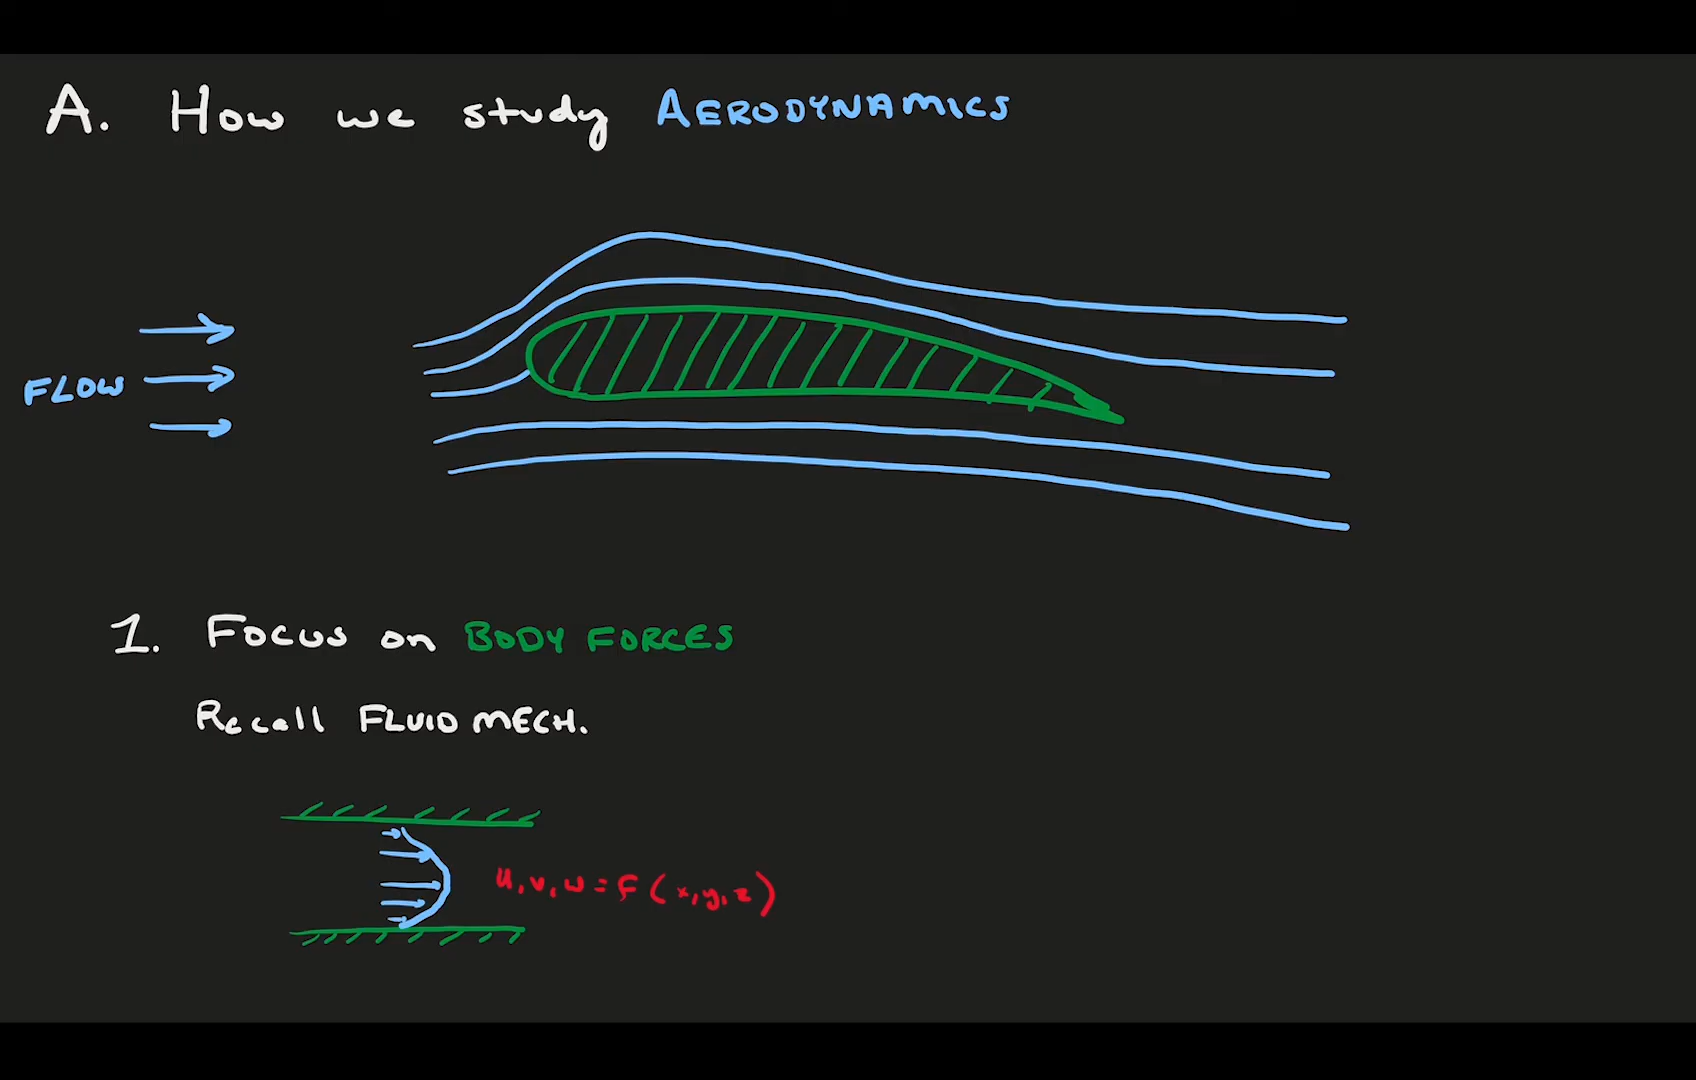 A. How we study AERODYNAMICS
FLOW
1. FOCUS on BODY FORCES
Recall FLUID MECH.
u, v, w = F (x, y, z)